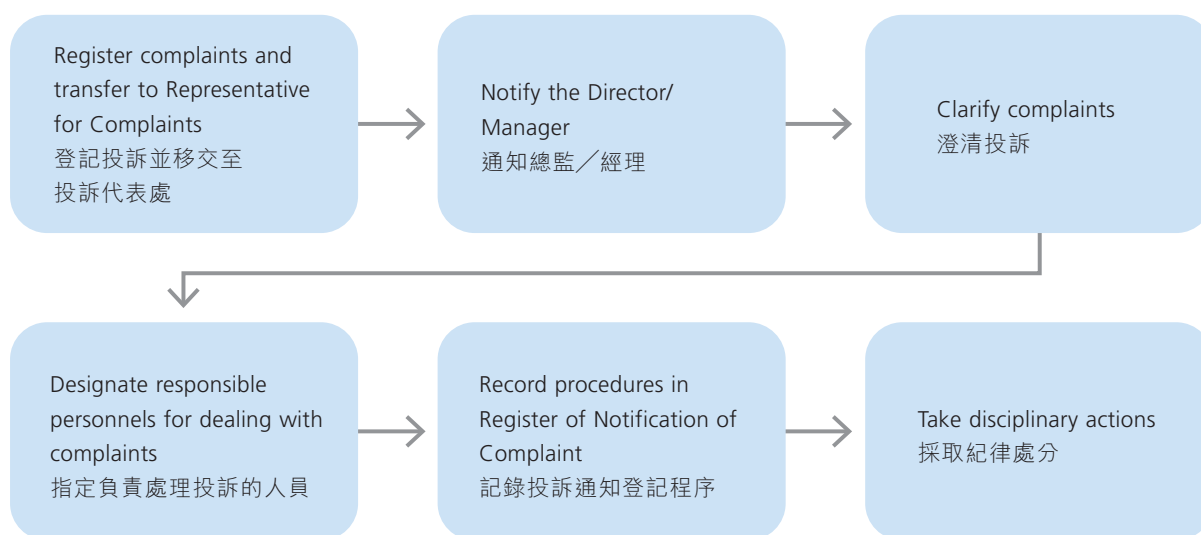 Register complaints and
transfer to Representative
for Complaints
登記投訴並移交至
投訴代表處
Notify the Director/
Manager
通知總監╱經理
Clarify complaints
澄清投訴
Designate responsible
personnels for dealing with
complaints
指定負責處理投訴的人員
Record procedures in
Register of Notification of
Complaint
記錄投訴通知登記程序
Take disciplinary actions
採取紀律處分